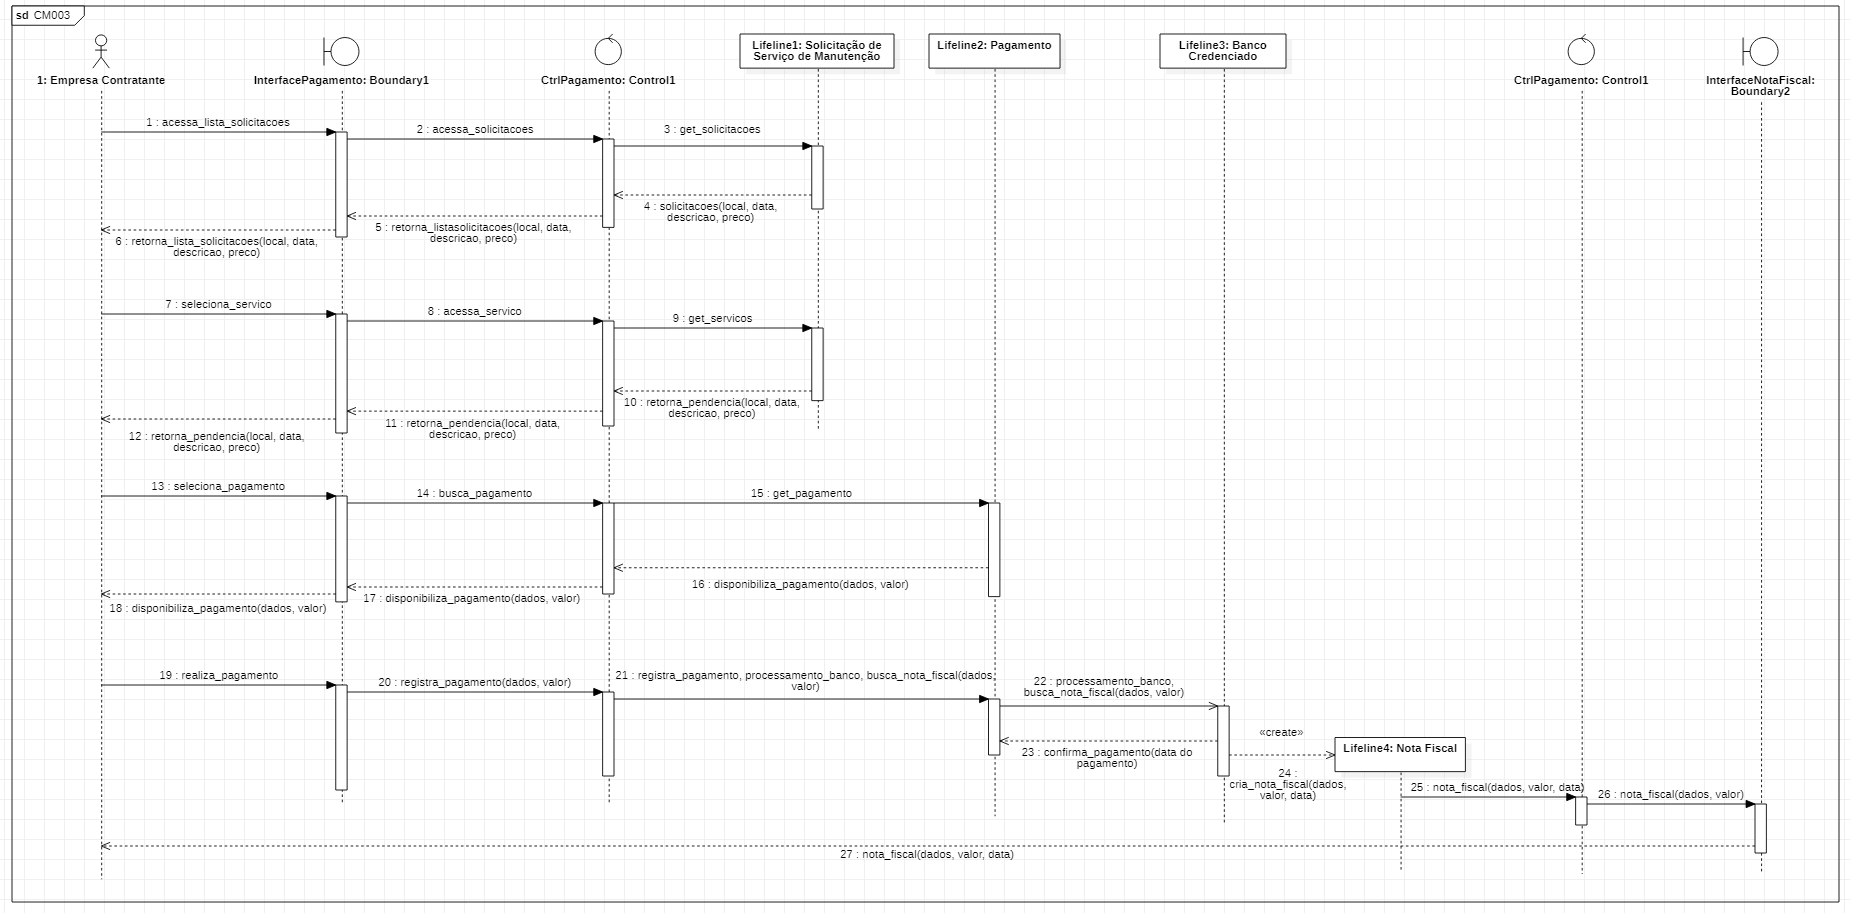 sd CM003
1: Empresa Contratante
InterfacePagamento: Boundary1
CtrlPagamento: Control1
Lifeline1: Solicitação de
Serviço de Manutenção
Lifeline2: Pagamento
Lifeline3: Banco
Credenciado
CtrlPagamento: Control1
InterfaceNotaFiscal:
Boundary2
1 : acessa_lista_solicitacoes
2 : acessa_solicitacoes
3 : get_solicitacoes
4 : solicitacoes(local, data,
descricao, preco)
5 : retorna_listasolicitacoes(local, data,
descricao, preco)
6 : retorna_lista_solicitacoes(local, data,
descricao, preco)
7 : seleciona_servico
8 : acessa_servico
9 : get_servicos
10 : retorna_pendencia(local, data,
descricao, preco)
11 : retorna_pendencia(local, data,
descricao, preco)
12 : retorna_pendencia(local, data,
descricao, preco)
13 : seleciona_pagamento
14 : busca_pagamento
15 : get_pagamento
16 : disponibiliza_pagamento(dados, valor)
17 : disponibiliza_pagamento(dados, valor)
18 : disponibiliza_pagamento(dados, valor)
19 : realiza_pagamento
20 : registra_pagamento(dados, valor)
21 : registra_pagamento, processamento_banco, busca_nota_fiscal(dados,
valor)
22 : processamento_banco,
busca_nota_fiscal(dados, valor)
23 : confirma_pagamento(data do
pagamento)
«create»
Lifeline4: Nota Fiscal
24 :
cria_nota_fiscal(dados,
valor, data)
25 : nota_fiscal(dados, valor, data)
26 : nota_fiscal(dados, valor)
27 : nota_fiscal(dados, valor, data)